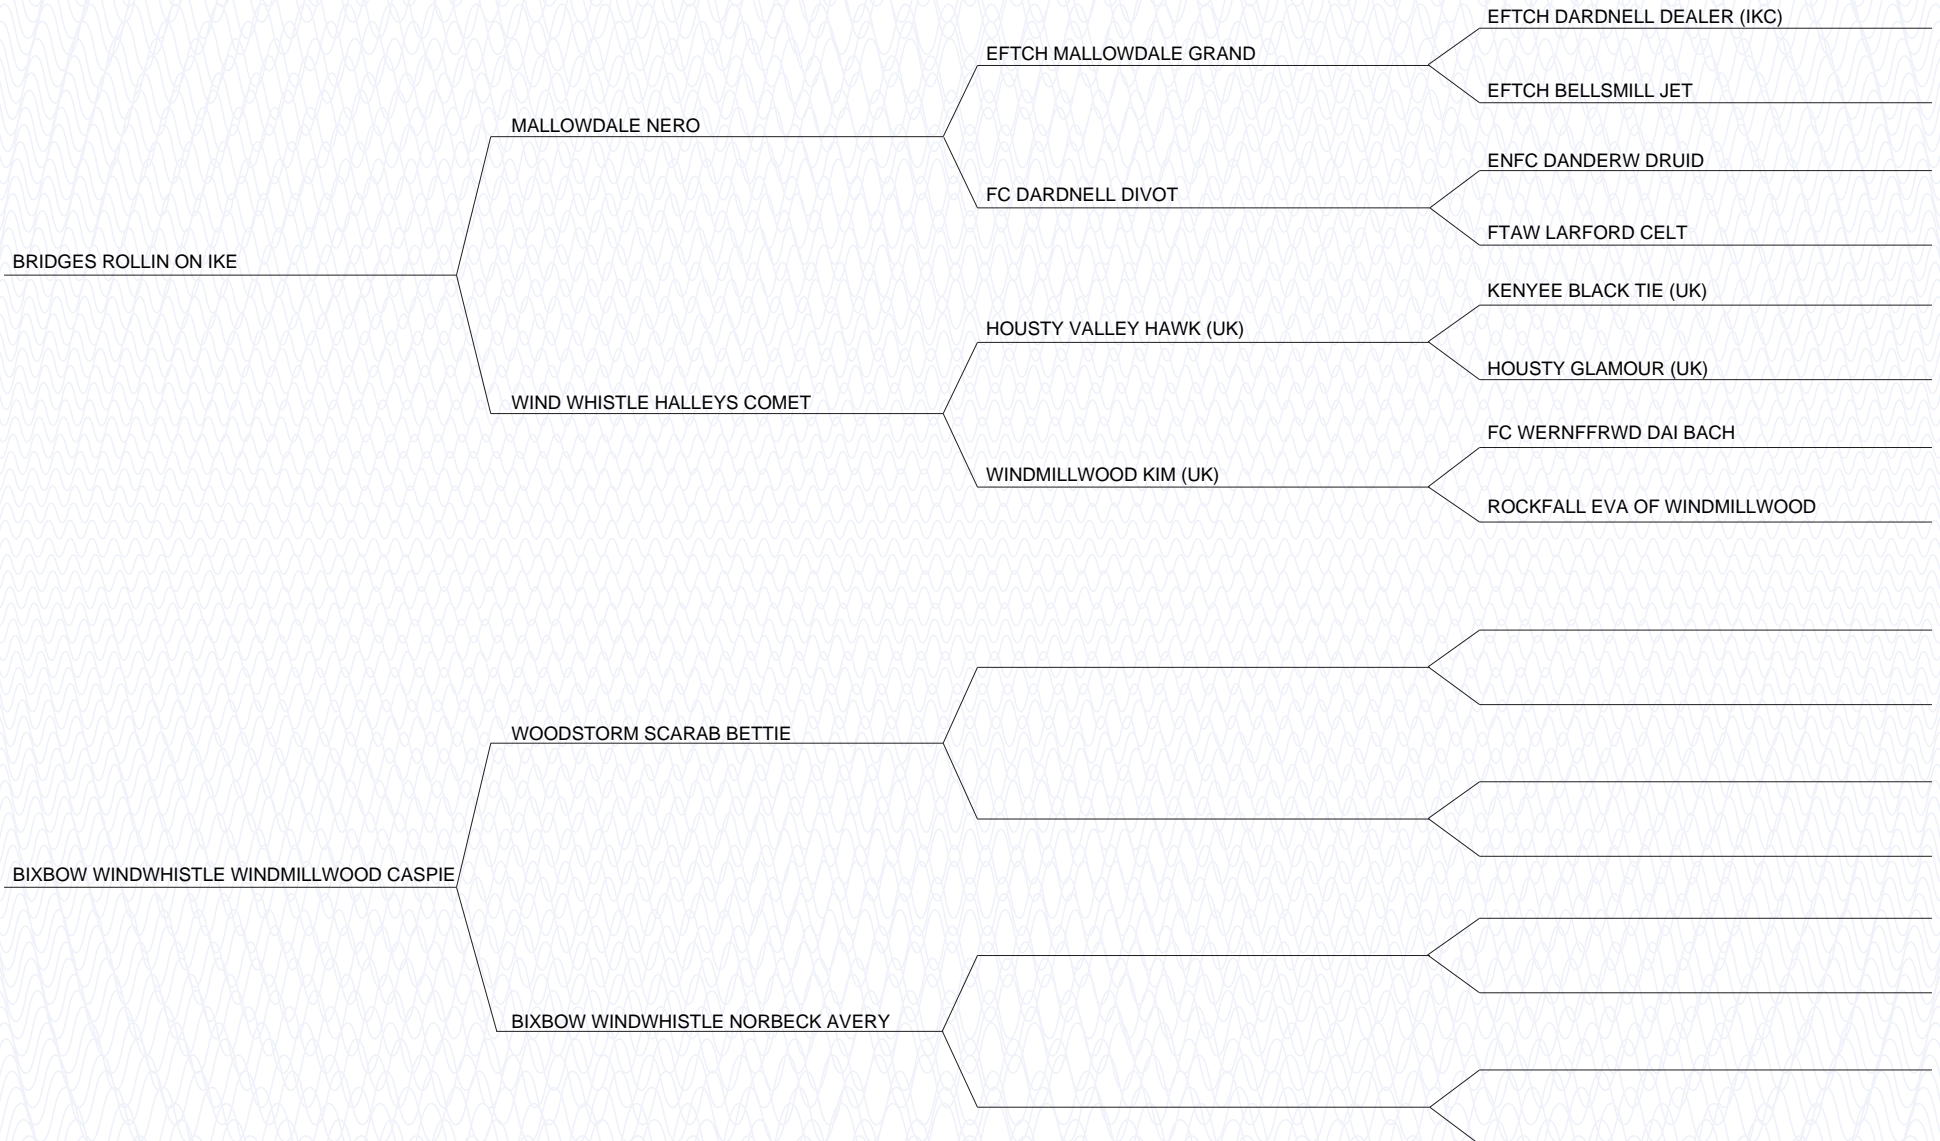 EFTCH DARDNELL DEALER (IKC)
EFTCH MALLOWDALE GRAND
EFTCH BELLSMILL JET
MALLOWDALE NERO
ENFC DANDERW DRUID
FC DARDNELL DIVOT
FTAW LARFORD CELT
BRIDGES ROLLIN ON IKE
KENYEE BLACK TIE (UK)
HOUSTY VALLEY HAWK (UK)
HOUSTY GLAMOUR (UK)
WIND WHISTLE HALLEYS COMET
FC WERNFFRWD DAI BACH
WINDMILLWOOD KIM (UK)
ROCKFALL EVA OF WINDMILLWOOD
WOODSTORM SCARAB BETTIE
BIXBOW WINDWHISTLE WINDMILLWOOD CASPIE
BIXBOW WINDWHISTLE NORBECK AVERY